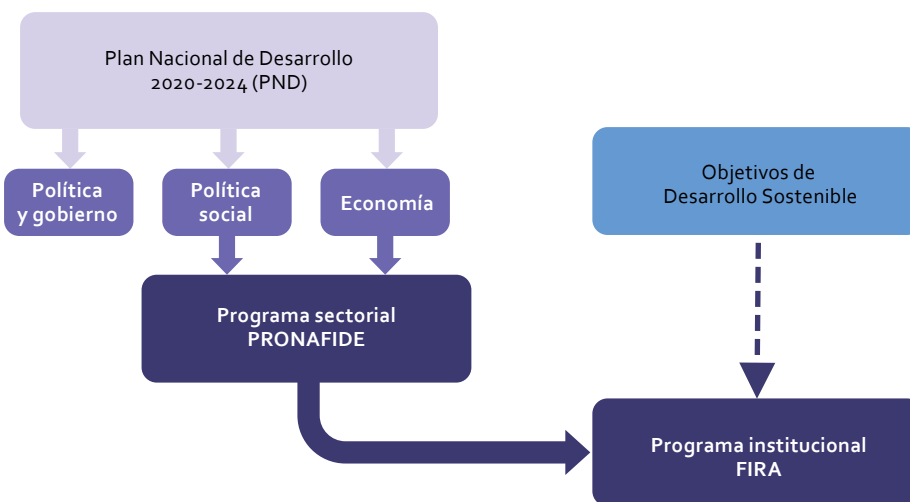 Plan Nacional de Desarrollo
2020-2024 (PND)
Política
y gobierno
Política
social
Economía
Objetivos de
Desarrollo Sostenible
Programa sectorial
PRONAFIDE
Programa institucional
FIRA